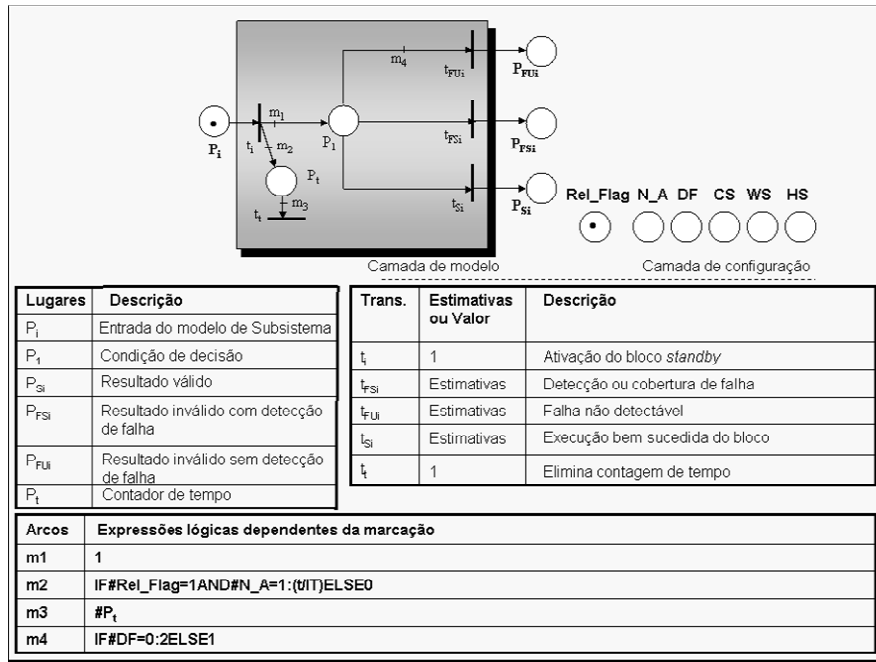 m4
tFUi
PFUi
m1
Pi
ti
m2
P1
tFSi
PFSi
Pt
m3
tt
tSi
PSi
Rel_Flag N_A DF CS WS HS
Camada de modelo
Camada de configuração
Lugares Descrição
Pi Entrada do modelo de Subsistema
P1 Condição de decisão
PSi Resultado válido
PFSi Resultado inválido com detecção
de falha
PFUi Resultado inválido sem detecção
de falha
Pt Contador de tempo
Trans. Estimativas
ou Valor
Descrição
ti 1 Ativação do bloco standby
tFSi Estimativas Detecção ou cobertura de falha
tFUi Estimativas Falha não detectável
tSi Estimativas Execução bem sucedida do bloco
tt 1 Elimina contagem de tempo
Arcos Expressões lógicas dependentes da marcação
m1 1
m2 IF#Rel_Flag=1AND#N_A=1:(t/IT)ELSE0
m3 #Pt
m4 IF#DF=0:2ELSE1